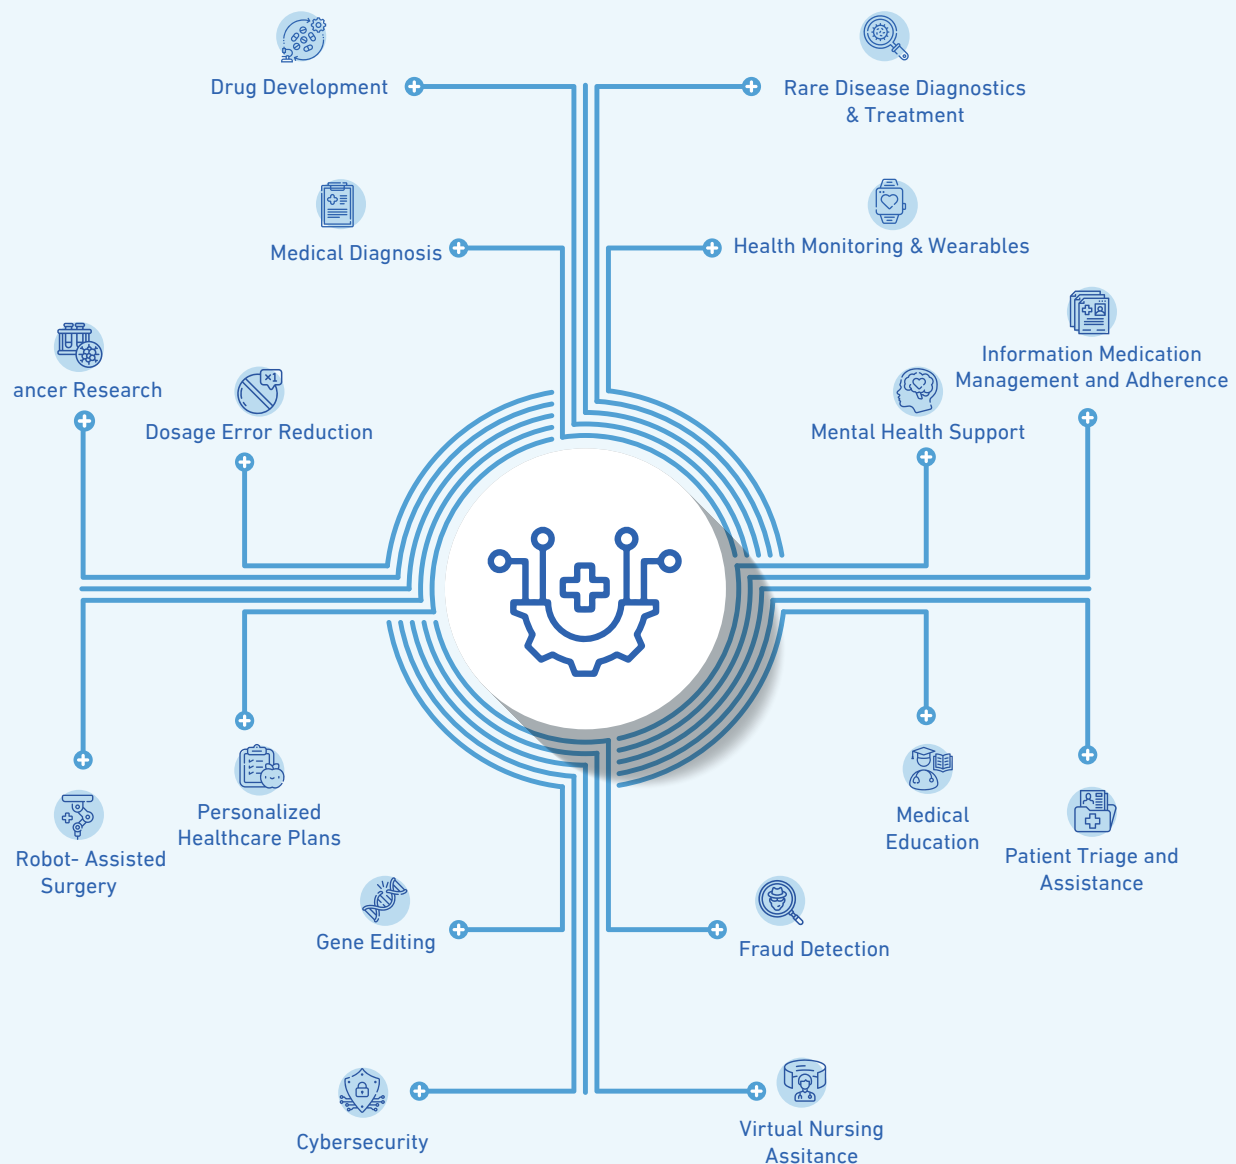 Drug Development
Rare Disease Diagnostics
& Treatment
Medical Diagnosis
Health Monitoring & Wearables
ancer Research
Dosage Error Reduction
x1
Mental Health Support
Information Medication
Management and Adherence
Robot- Assisted
Surgery
Personalized
Healthcare Plans
Medical
Education
Patient Triage and
Assistance
Gene Editing
Fraud Detection
Cybersecurity
Virtual Nursing
Assitance